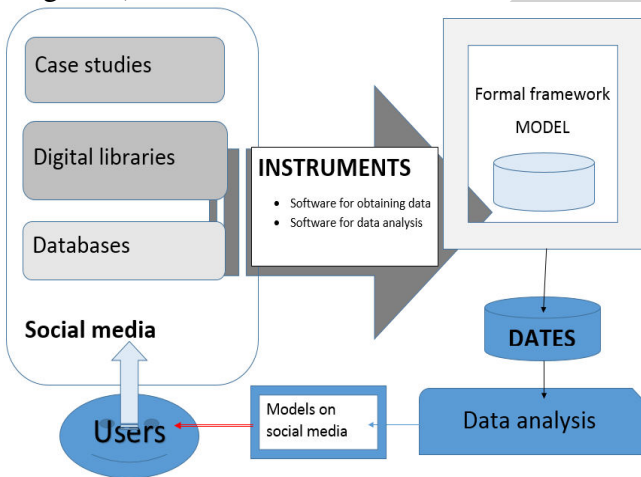 Case studies
Digital libraries
Databases
Social media
Users
INSTRUMENTS
• Software for obtaining data
• Software for data analysis
Formal framework
MODEL
DATES
Data analysis
Models on
social media